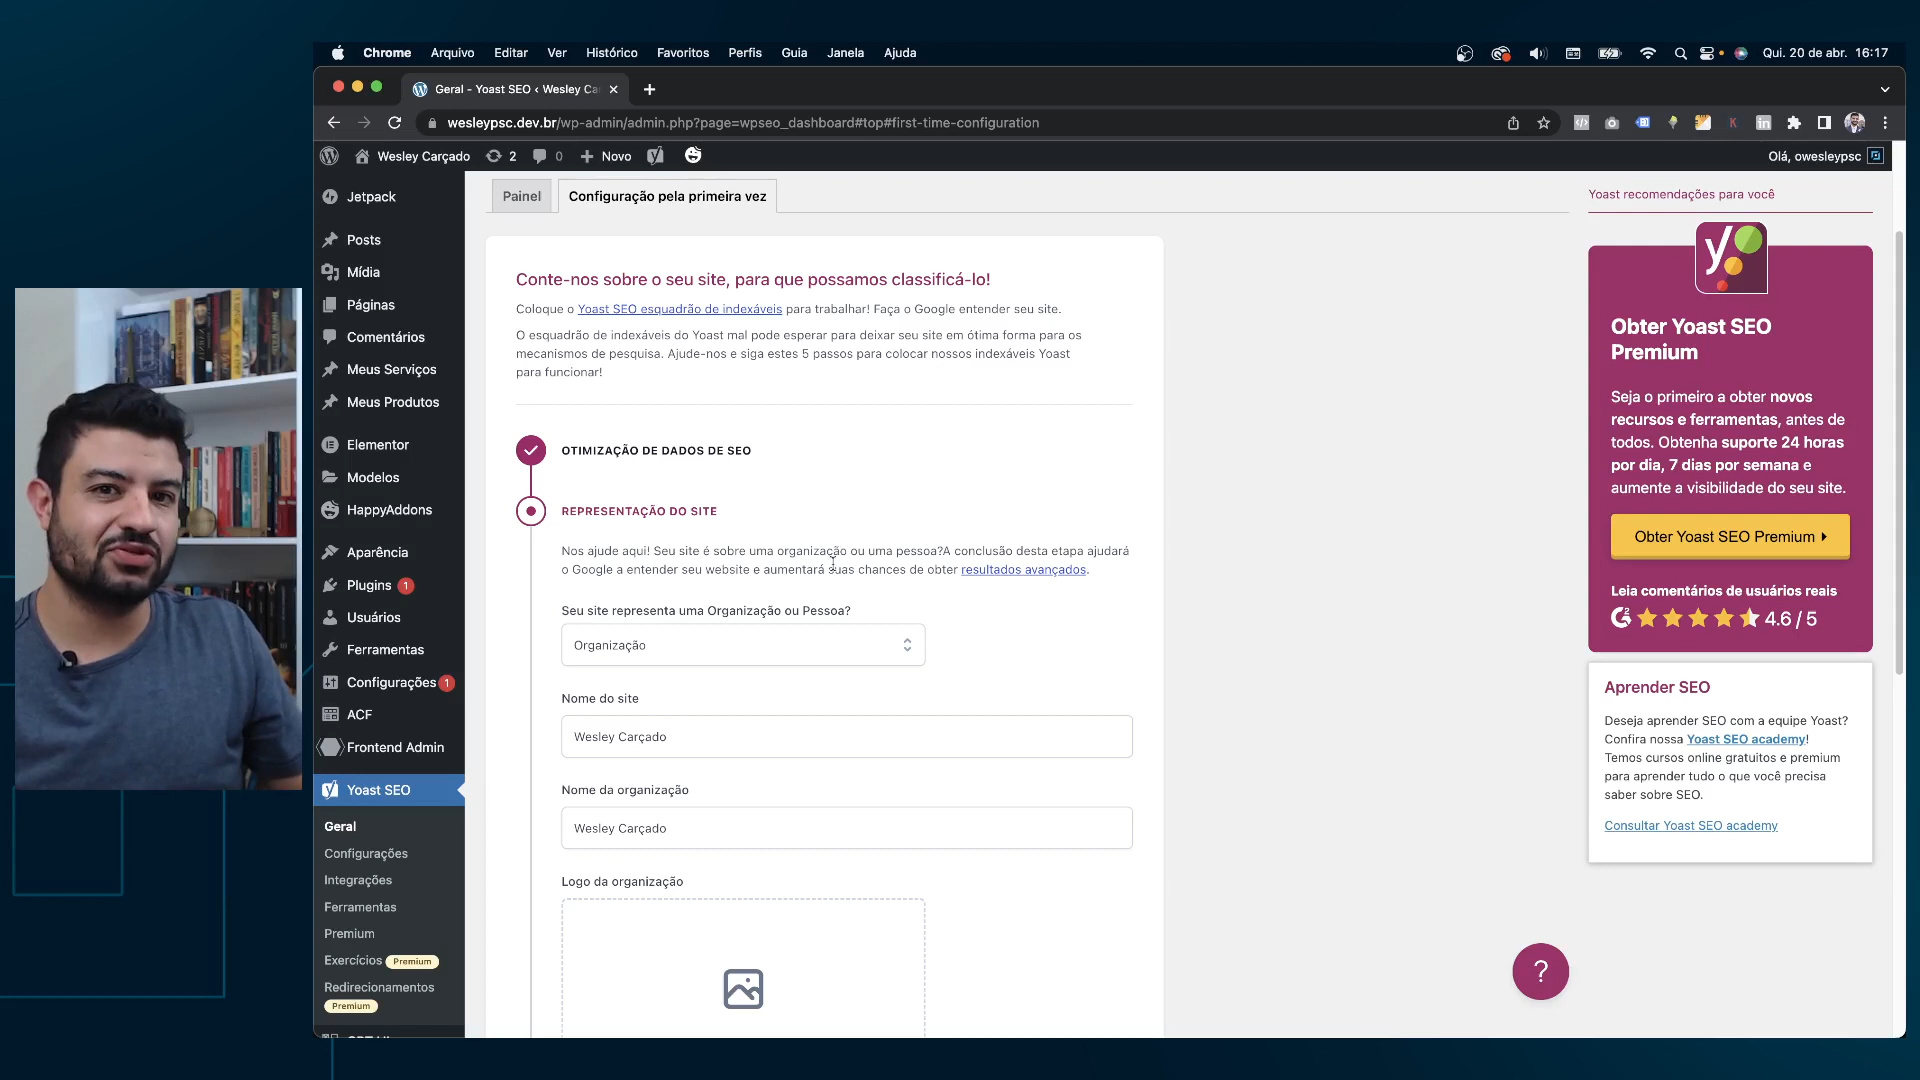 Chrome Arquivo Editar Ver Histórico Favoritos Perfis Guia Janela Ajuda
Qui. 20 de abr. 16:17
Geral - Yoast SEO ‹ Wesley Ca
wesleypsc.dev.br/wp-admin/admin.php?page=wpseo_dashboard#top#first-time-configuration
Wesley Carçado 2 0 Novo
Olá, owesleypsc
Jetpack
Posts
Mídia
Páginas
Comentários
Meus Serviços
Meus Produtos
Elementor
Modelos
HappyAddons
Aparência
Plugins 1
Usuários
Ferramentas
Configurações 1
ACF
Frontend Admin
Yoast SEO
Geral
Configurações
Integrações
Ferramentas
Premium
Exercícios Premium
Redirecionamentos
Premium
Painel
Configuração pela primeira vez
Conte-nos sobre o seu site, para que possamos classificá-lo!
Coloque o Yoast SEO esquadrão de indexáveis para trabalhar! Faça o Google entender seu site.
O esquadrão de indexáveis do Yoast mal pode esperar para deixar seu site em ótima forma para os
mecanismos de pesquisa. Ajude-nos e siga estes 5 passos para colocar nossos indexáveis Yoast
para funcionar!
OTIMIZAÇÃO DE DADOS DE SEO
REPRESENTAÇÃO DO SITE
Nos ajude aqui! Seu site é sobre uma organização ou uma pessoa?A conclusão desta etapa ajudará
o Google a entender seu website e aumentará suas chances de obter resultados avançados.
Seu site representa uma Organização ou Pessoa?
Organização
Nome do site
Wesley Carçado
Nome da organização
Wesley Carçado
Logo da organização
Yoast recomendações para você
Obter Yoast SEO
Premium
Seja o primeiro a obter novos
recursos e ferramentas, antes de
todos. Obtenha suporte 24 horas
por dia, 7 dias por semana e
aumente a visibilidade do seu site.
Obter Yoast SEO Premium
Leia comentários de usuários reais
4.6 / 5
Aprender SEO
Deseja aprender SEO com a equipe Yoast?
Confira nossa Yoast SEO academy!
Temos cursos online gratuitos e premium
para aprender tudo o que você precisa
saber sobre SEO.
Consultar Yoast SEO academy
?